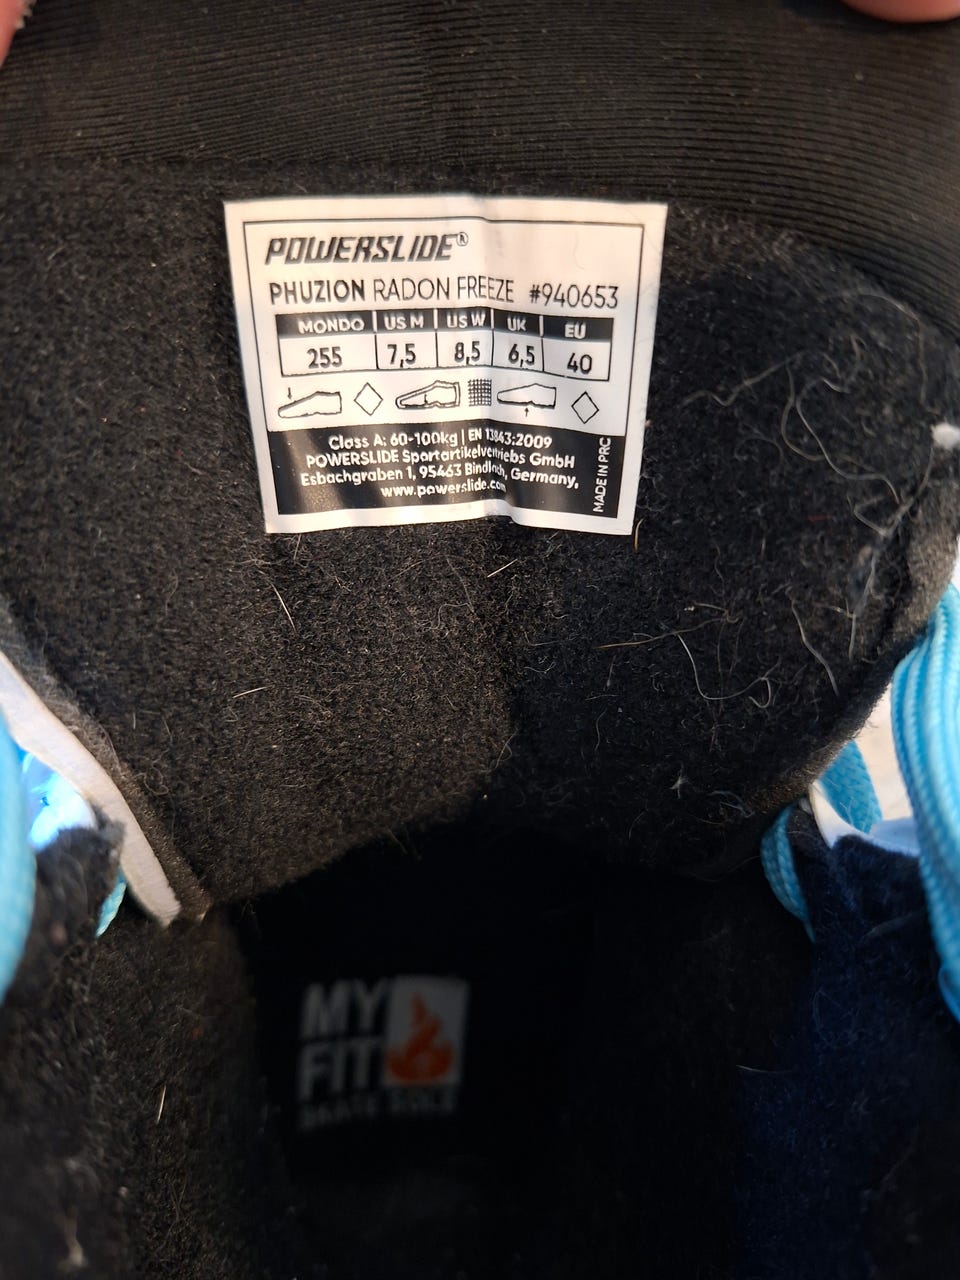 POWERSLIDE®
PHUZION RADON FREEZE #940653
MONDO US M US W UK EU
255 7,5 8,5 6,5 40
Class A: 60-100kg | EN 13843:2009
POWERSLIDE Sportartikelvertriebs GmbH
Esbachgraben 1, 95463 Bindlach, Germany,
www.powerslide.com
MADE IN PRC
MY
FIT
SKATE SOLE